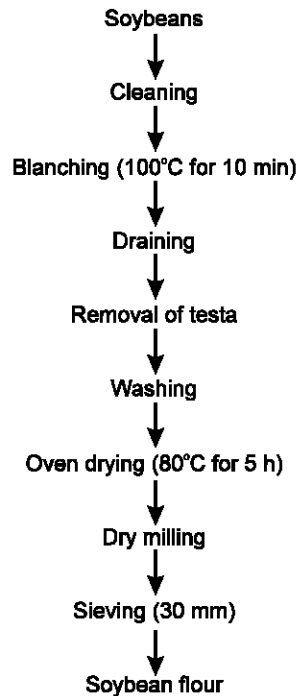 Soybeans
Cleaning
Blanching (100°C for 10 min)
Draining
Removal of testa
Washing
Oven drying (80°C for 5 h)
Dry milling
Sieving (30 mm)
Soybean flour